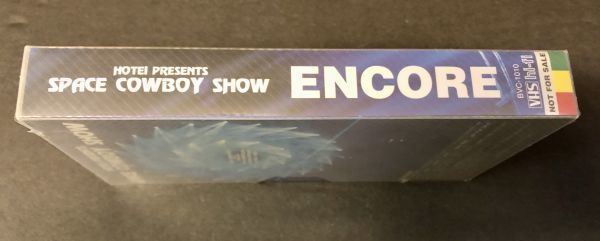 HOTEI PRESENTS
SPACE COWBOY SHOW
ENCORE
BVC-1010
VHS hi-fi
NOT FOR SALE